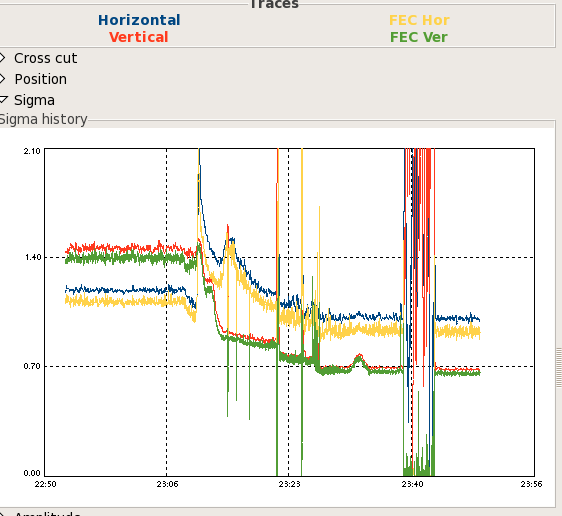 Traces
Horizontal FEC Hor
Vertical FEC Ver
Cross cut
Position
Sigma
Sigma history
2.10
1.40
0.70
0.00
22:50 23:06 23:23 23:40 23:56
Amplitude